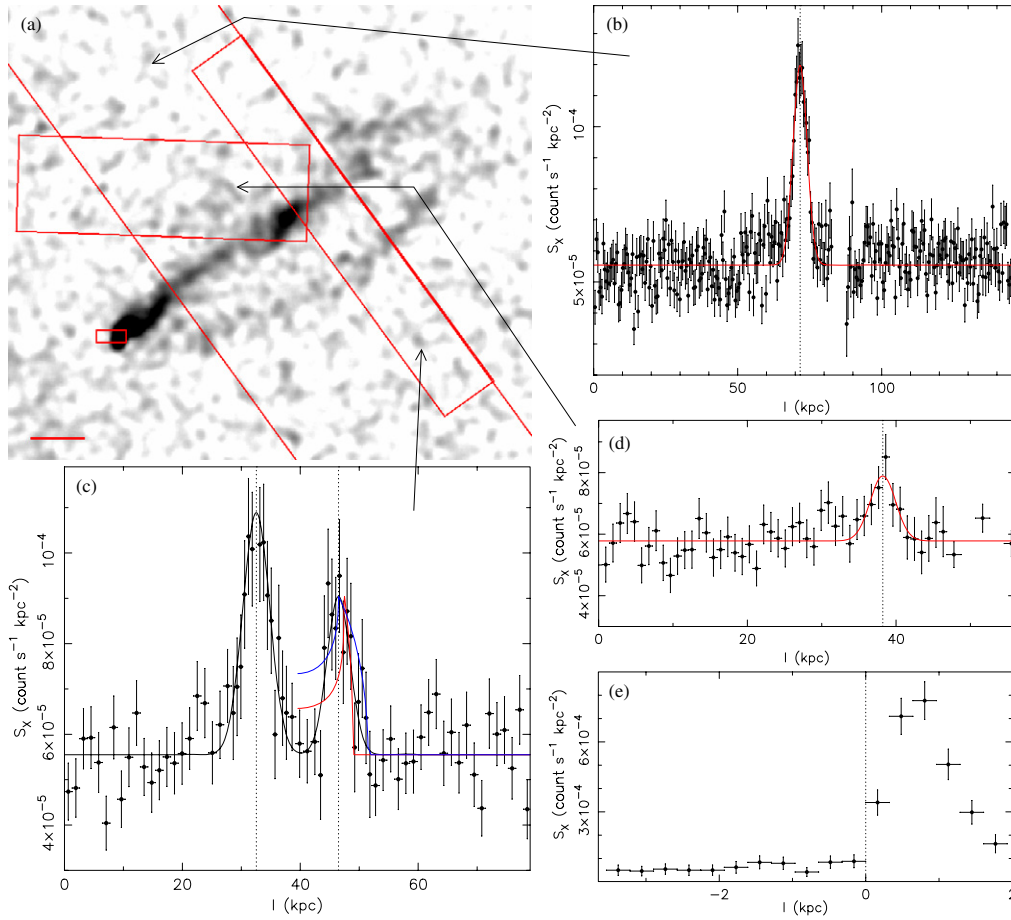 (a)
(b)
S_X (count s⁻¹ kpc⁻²)
5×10⁻⁵
10⁻⁴
0
50
100
l (kpc)
(c)
S_X (count s⁻¹ kpc⁻²)
4×10⁻⁵
6×10⁻⁵
8×10⁻⁵
10⁻⁴
0
20
40
60
l (kpc)
(d)
S_X (count s⁻¹ kpc⁻²)
4×10⁻⁵
6×10⁻⁵
8×10⁻⁵
0
20
40
l (kpc)
(e)
S_X (count s⁻¹ kpc⁻²)
3×10⁻⁴
6×10⁻⁴
−2
0
2
l (kpc)